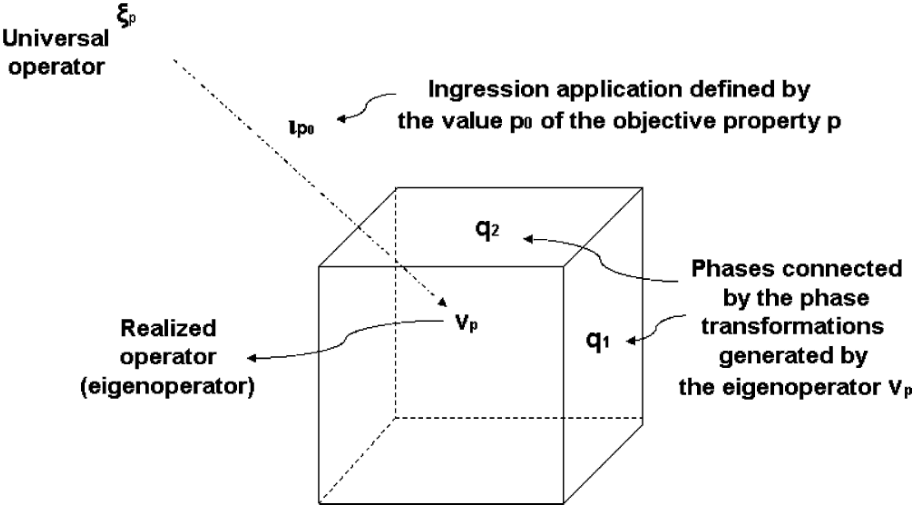 ξp
Universal
operator
Ingression application defined by
the value p0 of the objective property p
ιp0
q2
Phases connected
by the phase
transformations
generated by
the eigenoperator vp
vp
q1
Realized
operator
(eigenoperator)